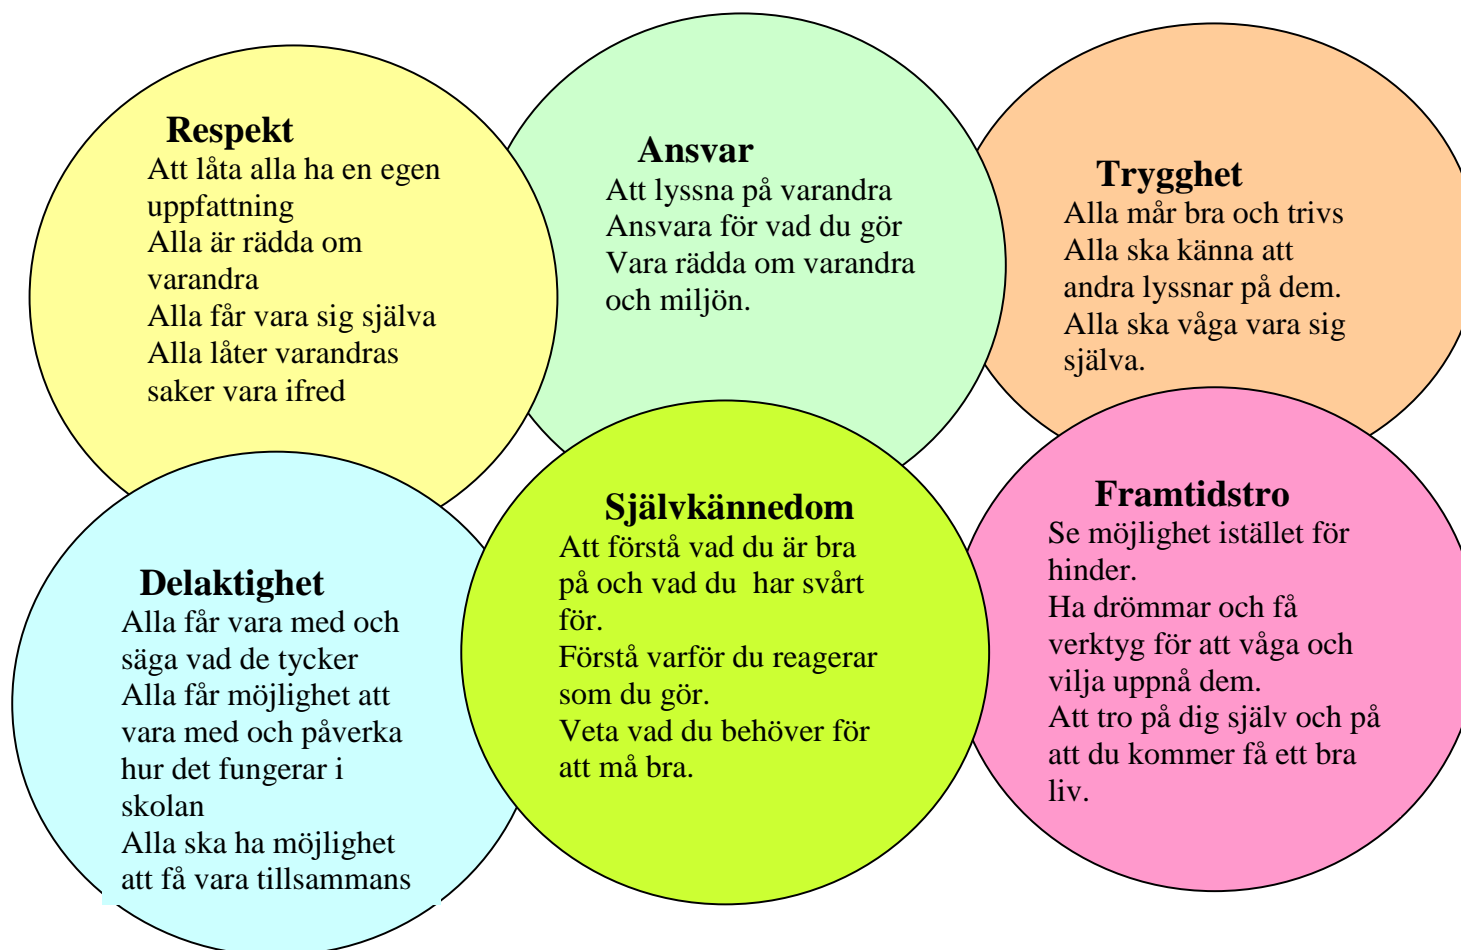 Respekt
Att låta alla ha en egen
uppfattning
Alla är rädda om
varandra
Alla får vara sig själva
Alla låter varandras
saker vara ifred
Ansvar
Att lyssna på varandra
Ansvara för vad du gör
Vara rädda om varandra
och miljön.
Trygghet
Alla mår bra och trivs
Alla ska känna att
andra lyssnar på dem.
Alla ska våga vara sig
själva.
Delaktighet
Alla får vara med och
säga vad de tycker
Alla får möjlighet att
vara med och påverka
hur det fungerar i
skolan
Alla ska ha möjlighet
att få vara tillsammans
Självkännedom
Att förstå vad du är bra
på och vad du  har svårt
för.
Förstå varför du reagerar
som du gör.
Veta vad du behöver för
att må bra.
Framtidstro
Se möjlighet istället för
hinder.
Ha drömmar och få
verktyg för att våga och
vilja uppnå dem.
Att tro på dig själv och på
att du kommer få ett bra
liv.